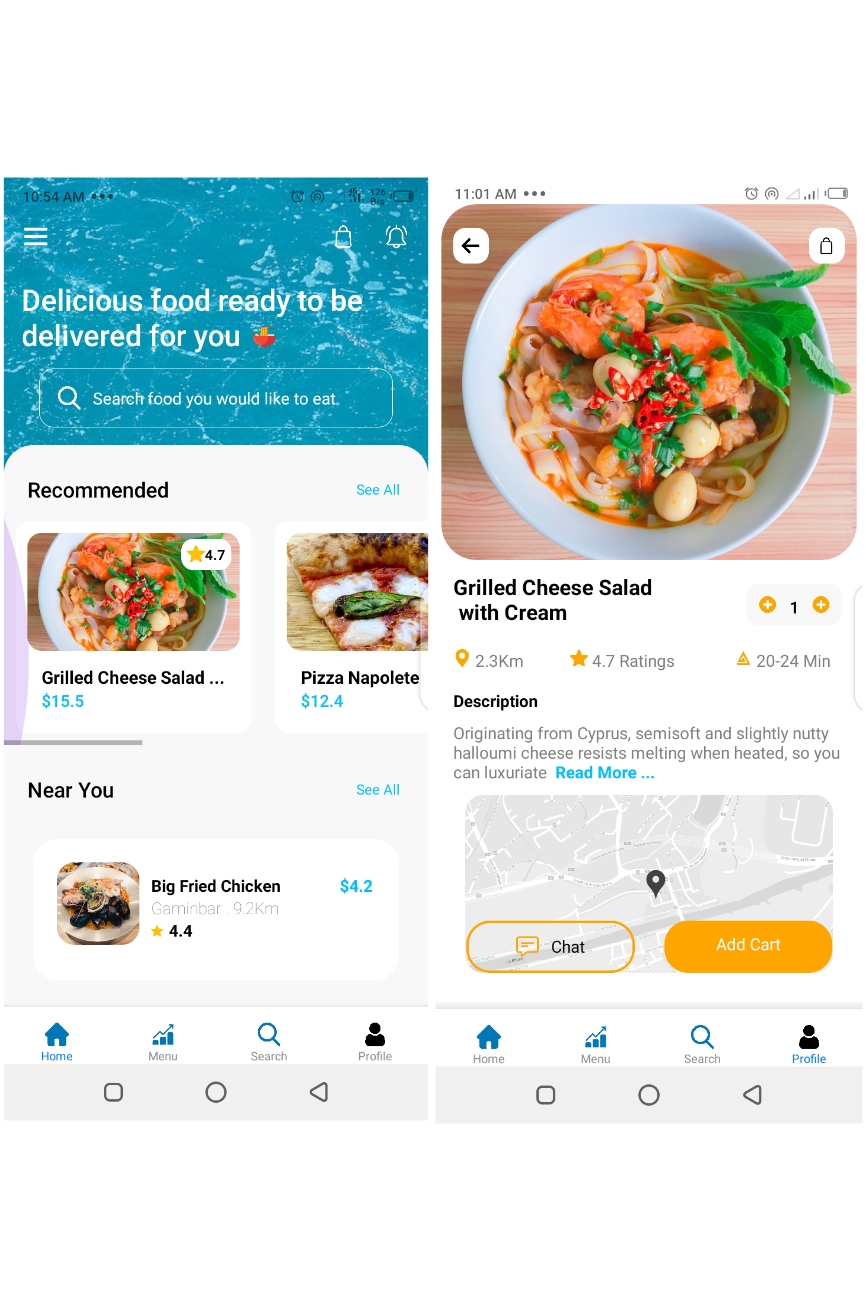 10:54 AM •••
126
B/s
Delicious food ready to be
delivered for you
Search food you would like to eat
Recommended
See All
4.7
Grilled Cheese Salad ...
$15.5
Pizza Napolete
$12.4
Near You
See All
Big Fried Chicken
$4.2
Gaminbar . 9.2Km
4.4
Home
Menu
Search
Profile
11:01 AM •••
Grilled Cheese Salad
with Cream
1
2.3Km
4.7 Ratings
20-24 Min
Description
Originating from Cyprus, semisoft and slightly nutty
halloumi cheese resists melting when heated, so you
can luxuriate Read More ...
Chat
Add Cart
Home
Menu
Search
Profile